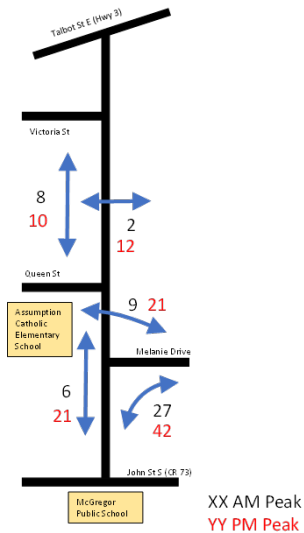 Talbot St E (Hwy 3)
Victoria St
8
10
2
12
Queen St
9 21
Assumption
Catholic
Elementary
School
Melanie Drive
6
21
27
42
John St S (CR 73)
McGregor
Public School
XX AM Peak
YY PM Peak